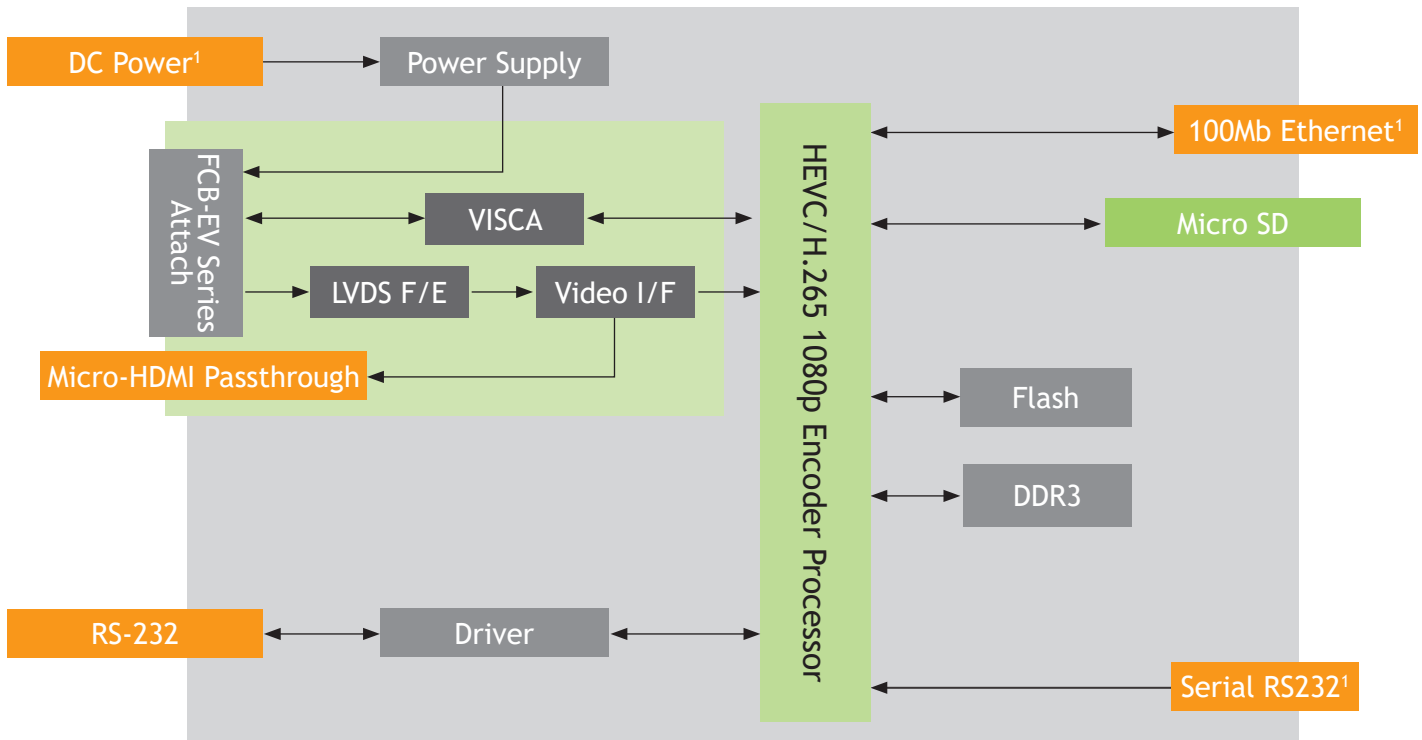 DC Power¹
Power Supply
100Mb Ethernet¹
FCB-EV Series
Attach
VISCA
Micro SD
LVDS F/E
Video I/F
Micro-HDMI Passthrough
HEVC/H.265 1080p Encoder Processor
Flash
DDR3
RS-232
Driver
Serial RS232¹